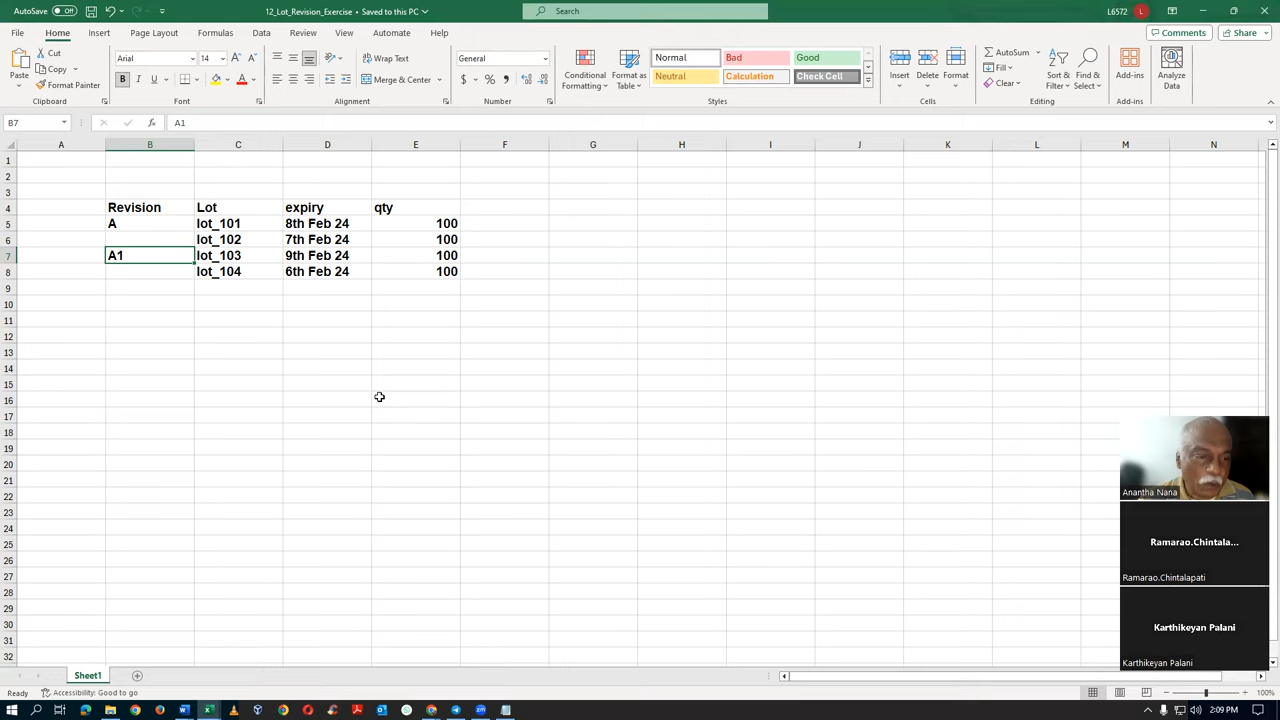 AutoSave Off 12_Lot_Revision_Exercise • Saved to this PC Search L6572 L
File Home Insert Page Layout Formulas Data Review View Automate Help Comments Share
Paste Cut Copy Format Painter Clipboard
Arial 14 B I U A Font
Wrap Text Merge & Center Alignment
General $ % , Number
Conditional Formatting Format as Table Normal Bad Good Neutral Calculation Check Cell Styles
Insert Delete Format Cells
AutoSum Fill Clear Sort & Filter Find & Select Editing
Add-ins Add-ins
Analyze Data
B7 fx A1
A B C D E F G H I J K L M N
1
2
3
4 Revision Lot expiry qty
5 A lot_101 8th Feb 24 100
6 lot_102 7th Feb 24 100
7 A1 lot_103 9th Feb 24 100
8 lot_104 6th Feb 24 100
9
10
11
12
13
14
15
16
17
18
19
20
21
22
23
24
25
26
27
28
29
30
31
32
Anantha Nana
Ramarao.Chintala...
Ramarao.Chintalapati
Karthikeyan Palani
Karthikeyan Palani
Sheet1
Ready Accessibility: Good to go 100%
2:09 PM